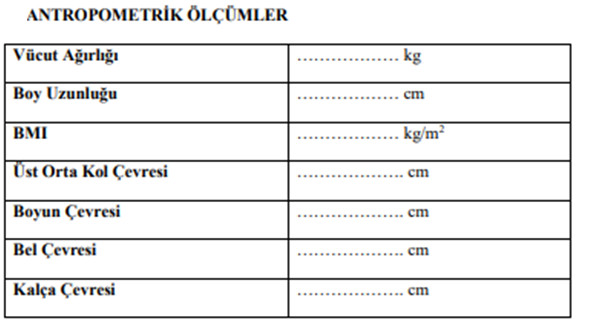 ANTROPOMETRİK ÖLÇÜMLER
Vücut Ağırlığı ……………… kg
Boy Uzunluğu ……………… cm
BMI ……………… kg/m²
Üst Orta Kol Çevresi ………………. cm
Boyun Çevresi ………………. cm
Bel Çevresi ………………. cm
Kalça Çevresi ………………. cm